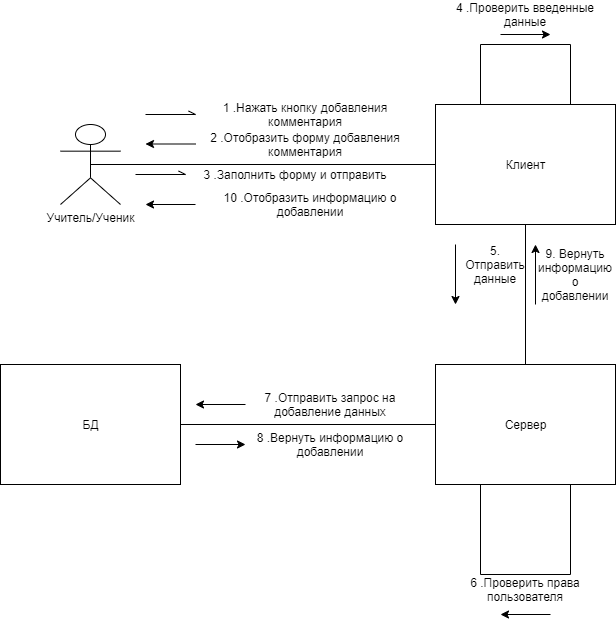 4 .Проверить введенные
данные
1 .Нажать кнопку добавления
комментария
2 .Отобразить форму добавления
комментария
3 .Заполнить форму и отправить
10 .Отобразить информацию о
добавлении
Учитель/Ученик
Клиент
5.
Отправить
данные
9. Вернуть
информацию
о
добавлении
7 .Отправить запрос на
добавление данных
8 .Вернуть информацию о
добавлении
БД
Сервер
6 .Проверить права
пользователя